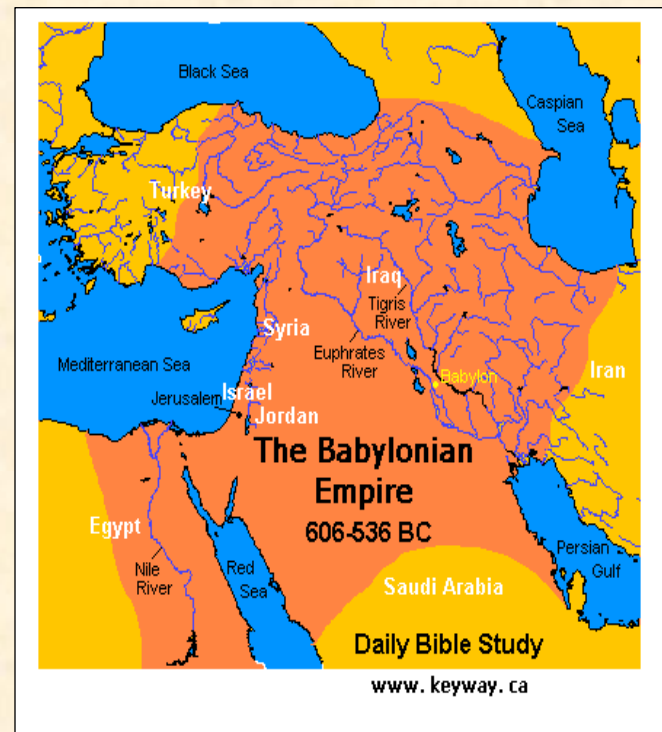 Black Sea
Caspian
Sea
Turkey
Iraq
Tigris
River
Syria
Euphrates
River
Mediterranean Sea
Iran
Babylon
Israel
Jerusalem
Jordan
The Babylonian
Empire
606-536 BC
Egypt
Nile
River
Red
Sea
Persian
Gulf
Saudi Arabia
Daily Bible Study
www.keyway.ca